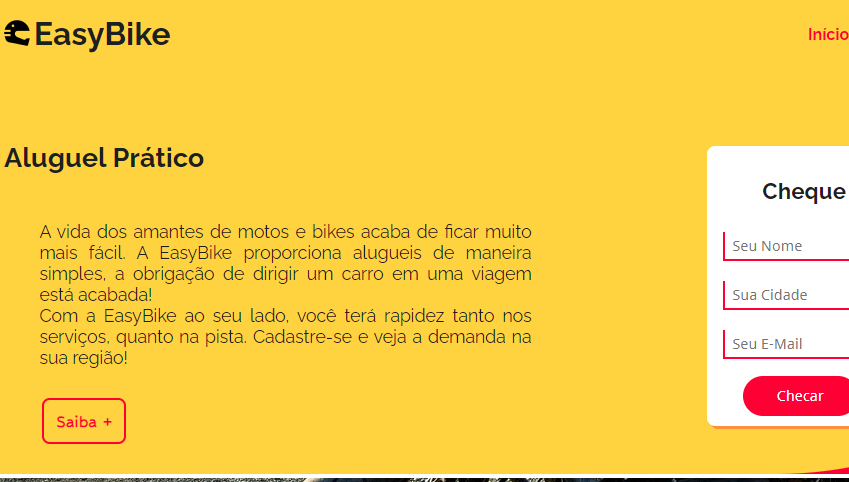 EasyBike
Início
Aluguel Prático
A vida dos amantes de motos e bikes acaba de ficar muito
mais fácil. A EasyBike proporciona alugueis de maneira
simples, a obrigação de dirigir um carro em uma viagem
está acabada!
Com a EasyBike ao seu lado, você terá rapidez tanto nos
serviços, quanto na pista. Cadastre-se e veja a demanda na
sua região!
Saiba +
Cheque
Seu Nome
Sua Cidade
Seu E-Mail
Checar